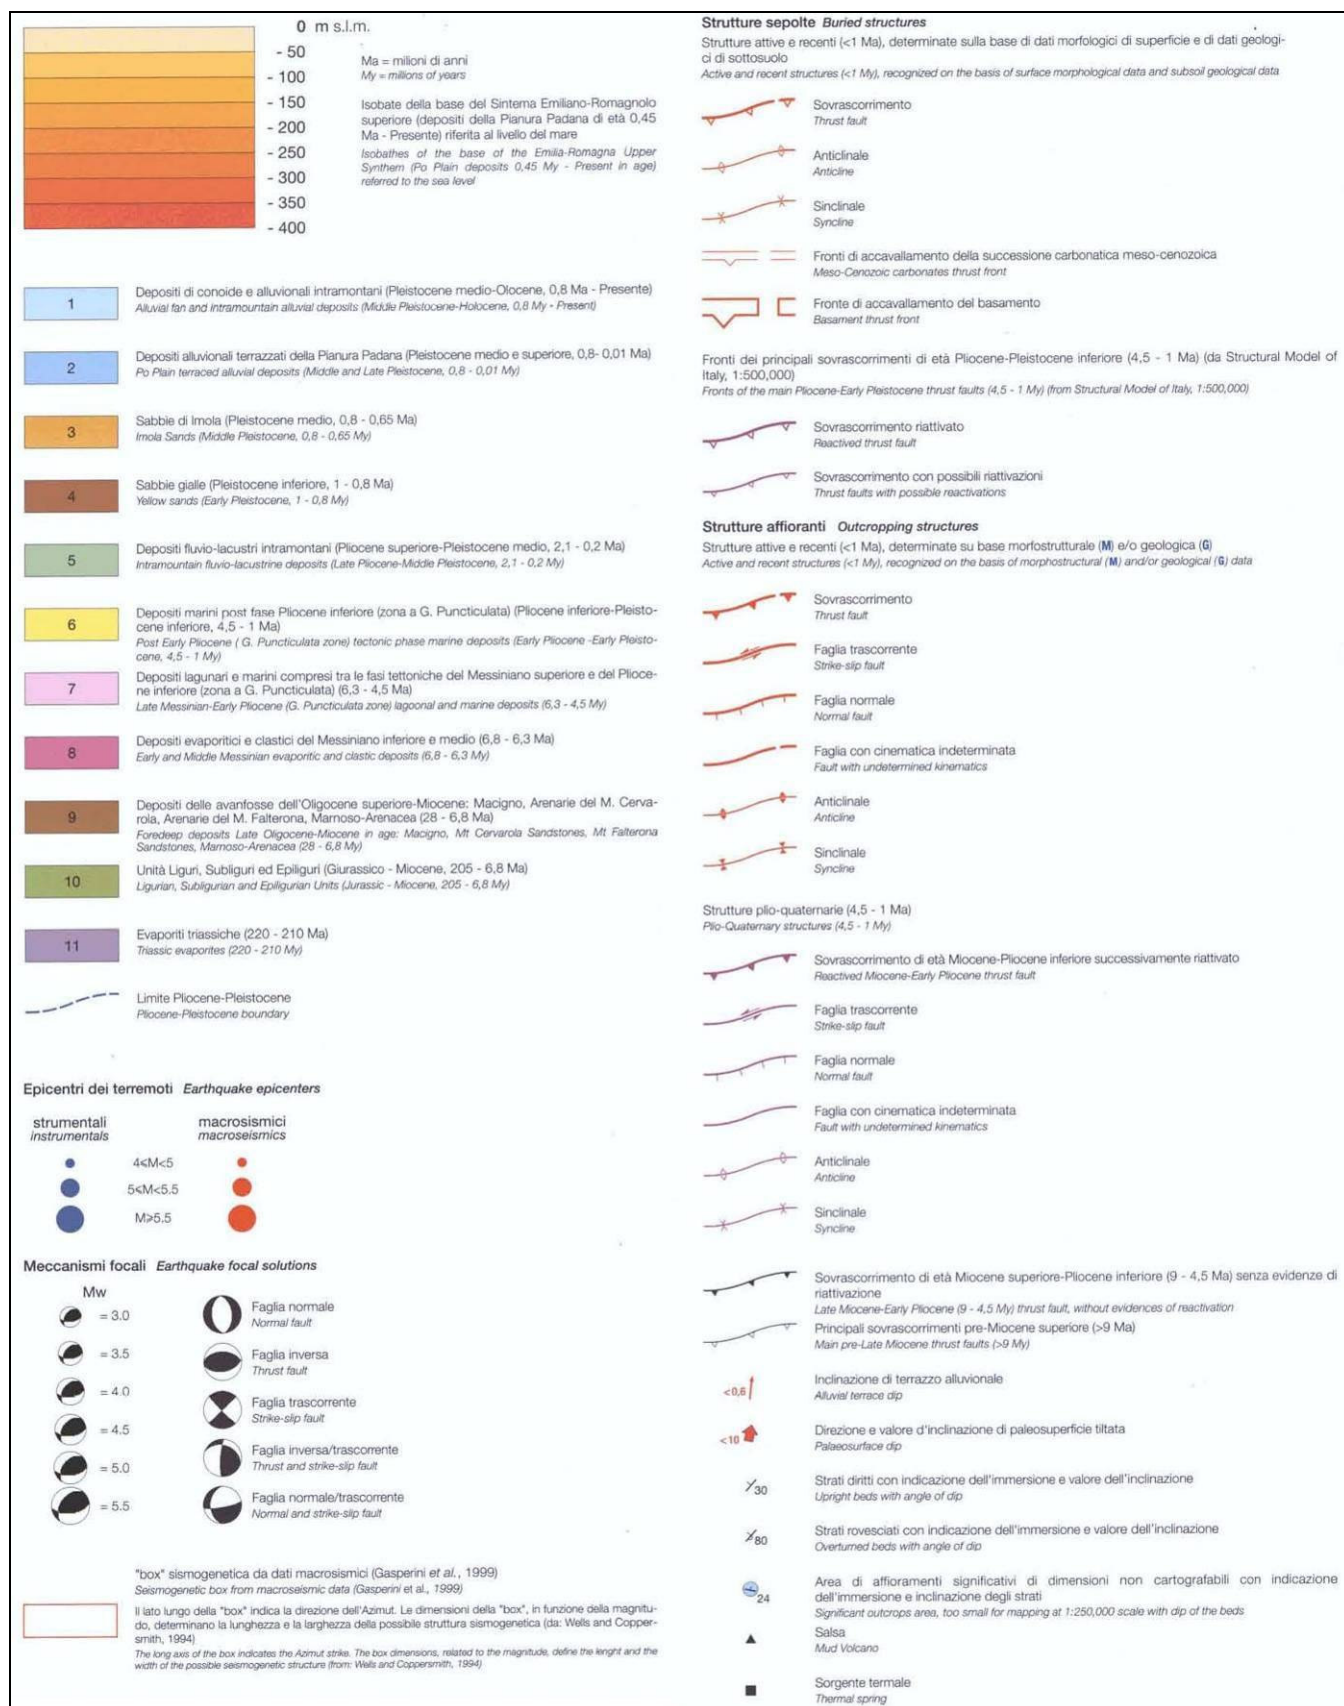 0 m s.l.m.
- 50
- 100
- 150
- 200
- 250
- 300
- 350
- 400
Ma = milioni di anni
My = millions of years
Isobate della base del Sintema Emiliano-Romagnolo
superiore (depositi della Pianura Padana di età 0,45
Ma - Presente) riferita al livello del mare
Isobathes of the base of the Emilia-Romagna Upper
Synthem (Po Plain deposits 0,45 My - Present in age)
referred to the sea level
1
Depositi di conoide e alluvionali intramontani (Pleistocene medio-Olocene, 0,8 Ma - Presente)
Alluvial fan and intramountain alluvial deposits (Middle Pleistocene-Holocene, 0,8 My - Present)
2
Depositi alluvionali terrazzati della Pianura Padana (Pleistocene medio e superiore, 0,8- 0,01 Ma)
Po Plain terraced alluvial deposits (Middle and Late Pleistocene, 0,8 - 0,01 My)
3
Sabbie di Imola (Pleistocene medio, 0,8 - 0,65 Ma)
Imola Sands (Middle Pleistocene, 0,8 - 0,65 My)
4
Sabbie gialle (Pleistocene inferiore, 1 - 0,8 Ma)
Yellow sands (Early Pleistocene, 1 - 0,8 My)
5
Depositi fluvio-lacustri intramontani (Pliocene superiore-Pleistocene medio, 2,1 - 0,2 Ma)
Intramountain fluvio-lacustrine deposits (Late Pliocene-Middle Pleistocene, 2,1 - 0,2 My)
6
Depositi marini post fase Pliocene inferiore (zona a G. Puncticulata) (Pliocene inferiore-Pleisto-
cene inferiore, 4,5 - 1 Ma)
Post Early Pliocene ( G. Puncticulata zone) tectonic phase marine deposits (Early Pliocene -Early Pleisto-
cene, 4,5 - 1 My)
7
Depositi lagunari e marini compresi tra le fasi tettoniche del Messiniano superiore e del Plioce-
ne inferiore (zona a G. Puncticulata) (6,3 - 4,5 Ma)
Late Messinian-Early Pliocene (G. Puncticulata zone) lagoonal and marine deposits (6,3 - 4,5 My)
8
Depositi evaporitici e clastici del Messiniano inferiore e medio (6,8 - 6,3 Ma)
Early and Middle Messinian evaporitic and clastic deposits (6,8 - 6,3 My)
9
Depositi delle avanfosse dell'Oligocene superiore-Miocene: Macigno, Arenarie del M. Cerva-
rola, Arenarie del M. Falterona, Marnoso-Arenacea (28 - 6,8 Ma)
Foredeep deposits Late Oligocene-Miocene in age: Macigno, Mt Cervarola Sandstones, Mt Falterona
Sandstones, Marnoso-Arenacea (28 - 6,8 My)
10
Unità Liguri, Subliguri ed Epiliguri (Giurassico - Miocene, 205 - 6,8 Ma)
Ligurian, Subligurian and Epiligurian Units (Jurassic - Miocene, 205 - 6,8 My)
11
Evaporiti triassiche (220 - 210 Ma)
Triassic evaporites (220 - 210 My)
Limite Pliocene-Pleistocene
Pliocene-Pleistocene boundary
Epicentri dei terremoti Earthquake epicenters
strumentali macrosismici
instrumentals macroseismics
4⩽M<5
5⩽M<5.5
M⩾5.5
Meccanismi focali Earthquake focal solutions
Mw
= 3.0
= 3.5
= 4.0
= 4.5
= 5.0
= 5.5
Faglia normale
Normal fault
Faglia inversa
Thrust fault
Faglia trascorrente
Strike-slip fault
Faglia inversa/trascorrente
Thrust and strike-slip fault
Faglia normale/trascorrente
Normal and strike-slip fault
"box" sismogenetica da dati macrosismici (Gasperini et al., 1999)
Seismogenetic box from macroseismic data (Gasperini et al., 1999)
Il lato lungo della "box" indica la direzione dell'Azimut. Le dimensioni della "box", in funzione della magnitu-
do, determinano la lunghezza e la larghezza della possibile struttura sismogenetica (da: Wells and Copper-
smith, 1994)
The long axis of the box indicates the Azimut strike. The box dimensions, related to the magnitude, define the lenght and the
width of the possible seismogenetic structure (from: Wells and Coppersmith, 1994)
Strutture sepolte Buried structures
Strutture attive e recenti (<1 Ma), determinate sulla base di dati morfologici di superficie e di dati geologi-
ci di sottosuolo
Active and recent structures (<1 My), recognized on the basis of surface morphological data and subsoil geological data
Sovrascorrimento
Thrust fault
Anticlinale
Anticline
Sinclinale
Syncline
Fronti di accavallamento della successione carbonatica meso-cenozoica
Meso-Cenozoic carbonates thrust front
Fronte di accavallamento del basamento
Basament thrust front
Fronti dei principali sovrascorrimenti di età Pliocene-Pleistocene inferiore (4,5 - 1 Ma) (da Structural Model of
Italy, 1:500,000)
Fronts of the main Pliocene-Early Pleistocene thrust faults (4,5 - 1 My) (from Structural Model of Italy, 1:500,000)
Sovrascorrimento riattivato
Reactived thrust fault
Sovrascorrimento con possibili riattivazioni
Thrust faults with possible reactivations
Strutture affioranti Outcropping structures
Strutture attive e recenti (<1 Ma), determinate su base morfostrutturale (M) e/o geologica (G)
Active and recent structures (<1 My), recognized on the basis of morphostructural (M) and/or geological (G) data
Sovrascorrimento
Thrust fault
Faglia trascorrente
Strike-slip fault
Faglia normale
Normal fault
Faglia con cinematica indeterminata
Fault with undetermined kinematics
Anticlinale
Anticline
Sinclinale
Syncline
Strutture plio-quaternarie (4,5 - 1 Ma)
Plio-Quaternary structures (4,5 - 1 My)
Sovrascorrimento di età Miocene-Pliocene inferiore successivamente riattivato
Reactived Miocene-Early Pliocene thrust fault
Faglia trascorrente
Strike-slip fault
Faglia normale
Normal fault
Faglia con cinematica indeterminata
Fault with undetermined kinematics
Anticlinale
Anticline
Sinclinale
Syncline
Sovrascorrimento di età Miocene superiore-Pliocene inferiore (9 - 4,5 Ma) senza evidenze di
riattivazione
Late Miocene-Early Pliocene (9 - 4,5 My) thrust fault, without evidences of reactivation
Principali sovrascorrimenti pre-Miocene superiore (>9 Ma)
Main pre-Late Miocene thrust faults (>9 My)
<0,6
Inclinazione di terrazzo alluvionale
Alluvial terrace dip
<10
Direzione e valore d'inclinazione di paleosuperficie tiltata
Palaeosurface dip
30
Strati diritti con indicazione dell'immersione e valore dell'inclinazione
Upright beds with angle of dip
80
Strati rovesciati con indicazione dell'immersione e valore dell'inclinazione
Overturned beds with angle of dip
24
Area di affioramenti significativi di dimensioni non cartografabili con indicazione
dell'immersione e inclinazione degli strati
Significant outcrops area, too small for mapping at 1:250,000 scale with dip of the beds
Salsa
Mud Volcano
Sorgente termale
Thermal spring